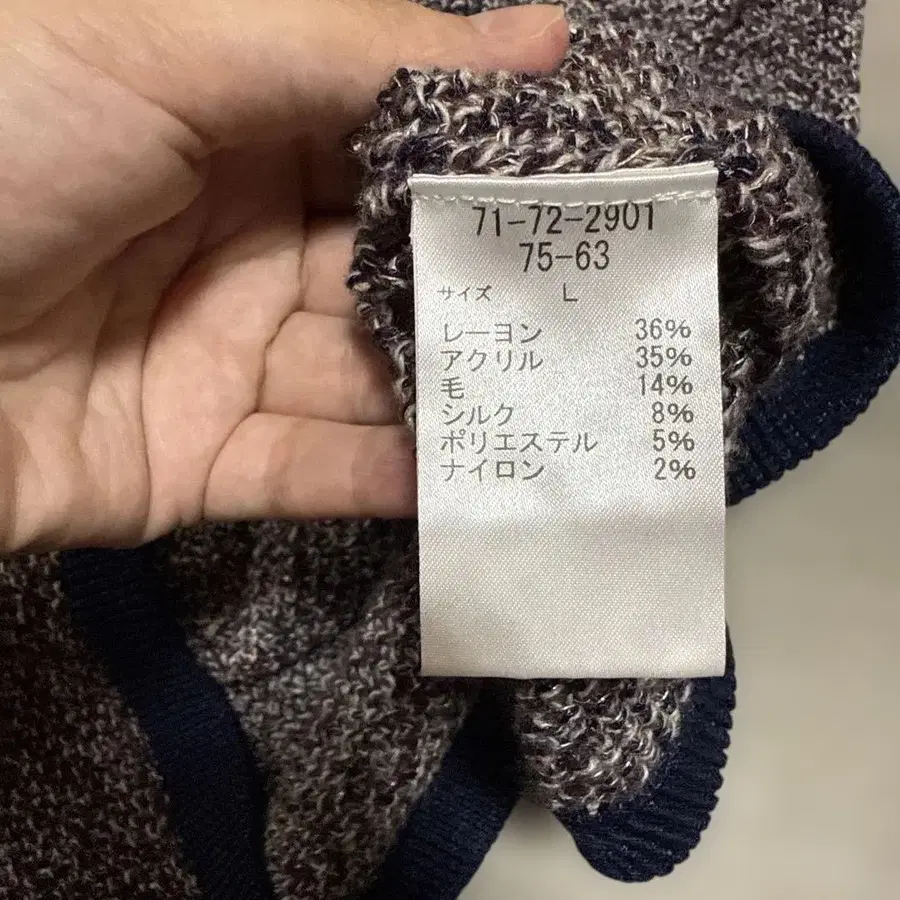 71-72-2901
75-63
サイズ L
レーヨン 36%
アクリル 35%
毛 14%
シルク 8%
ポリエステル 5%
ナイロン 2%